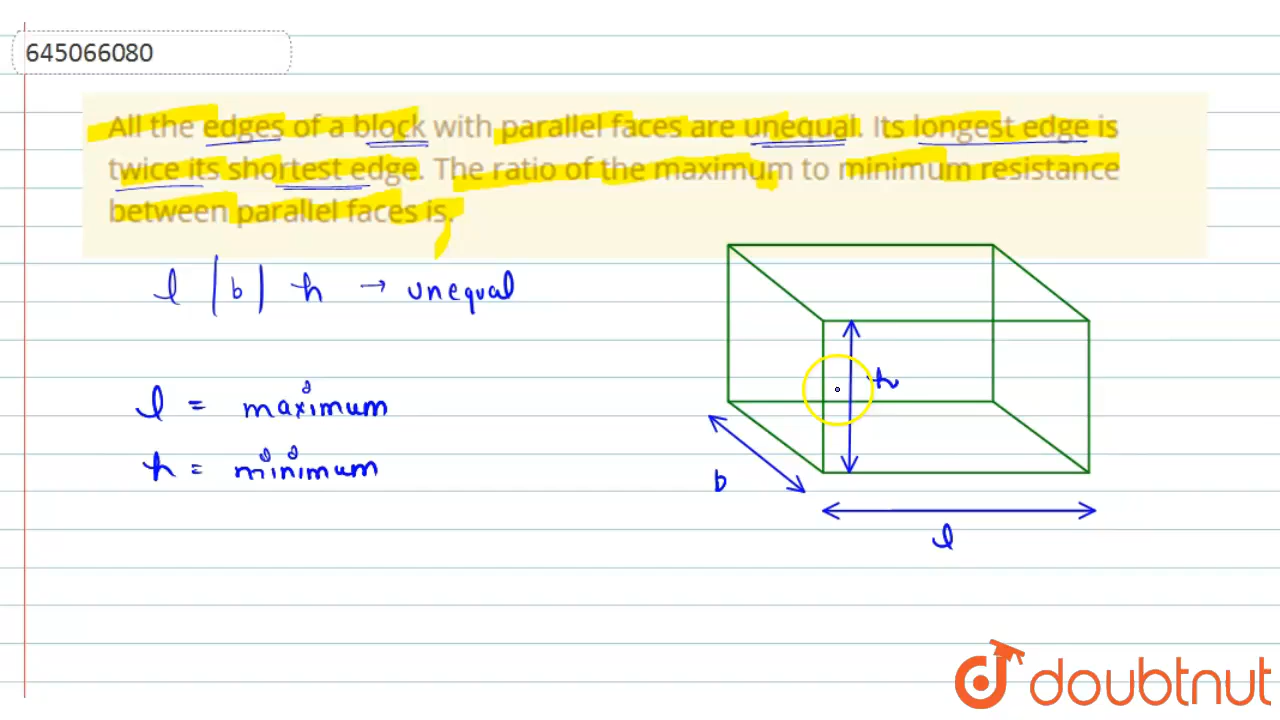 645066080
All the edges of a block with parallel faces are unequal. Its longest edge is
twice its shortest edge. The ratio of the maximum to minimum resistance
between parallel faces is.
l | b | h → unequal
l = maximum
h = minimum
h
b
l
doubtnut